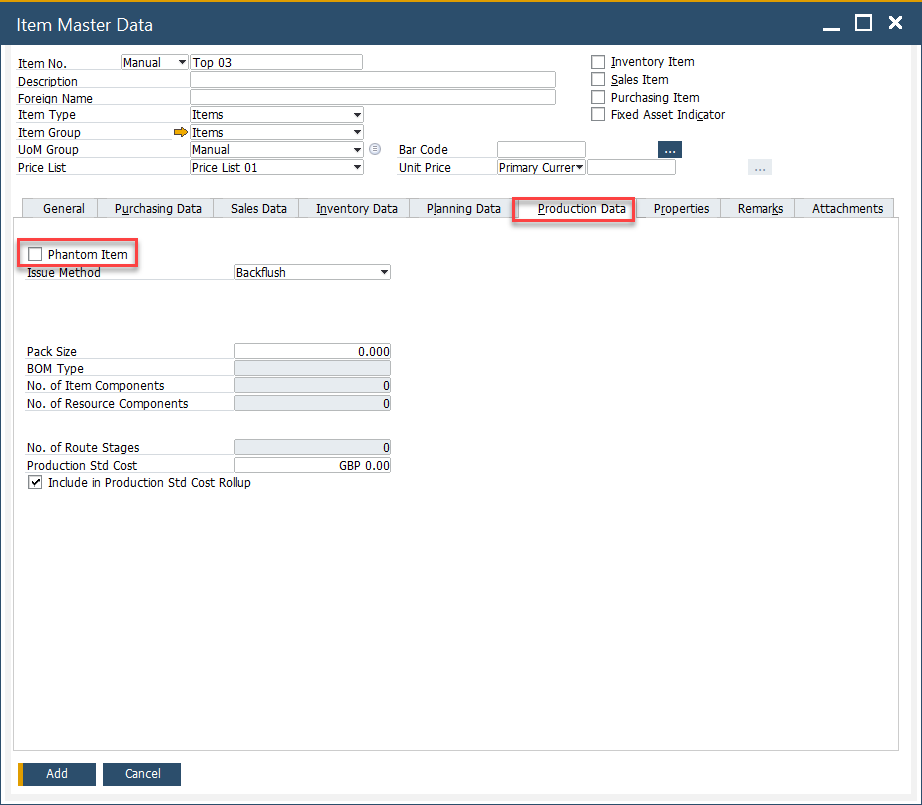 Item Master Data
Item No. Manual Top 03 Inventory Item
Description Sales Item
Foreign Name Purchasing Item
Item Type Items Fixed Asset Indicator
Item Group Items
UoM Group Manual Bar Code ...
Price List Price List 01 Unit Price Primary Curren ...
General Purchasing Data Sales Data Inventory Data Planning Data Production Data Properties Remarks Attachments
Phantom Item
Issue Method Backflush
Pack Size 0.000
BOM Type
No. of Item Components 0
No. of Resource Components 0
No. of Route Stages 0
Production Std Cost GBP 0.00
Include in Production Std Cost Rollup
Add Cancel